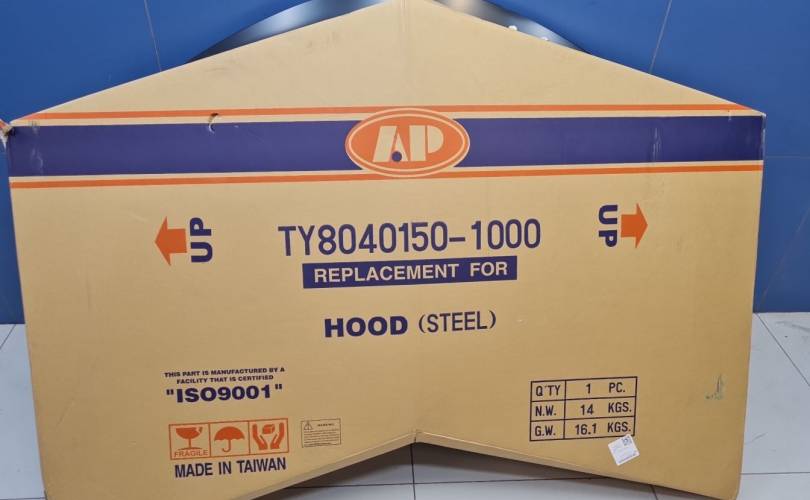 AP
UP
TY8040150-1000
UP
REPLACEMENT FOR
HOOD (STEEL)
THIS PART IS MANUFACTURED BY A
FACILITY THAT IS CERTIFIED
"ISO9001"
FRAGILE
WARNING
MADE IN TAIWAN
Q'TY 1 PC.
N.W. 14 KGS.
G.W. 16.1 KGS.